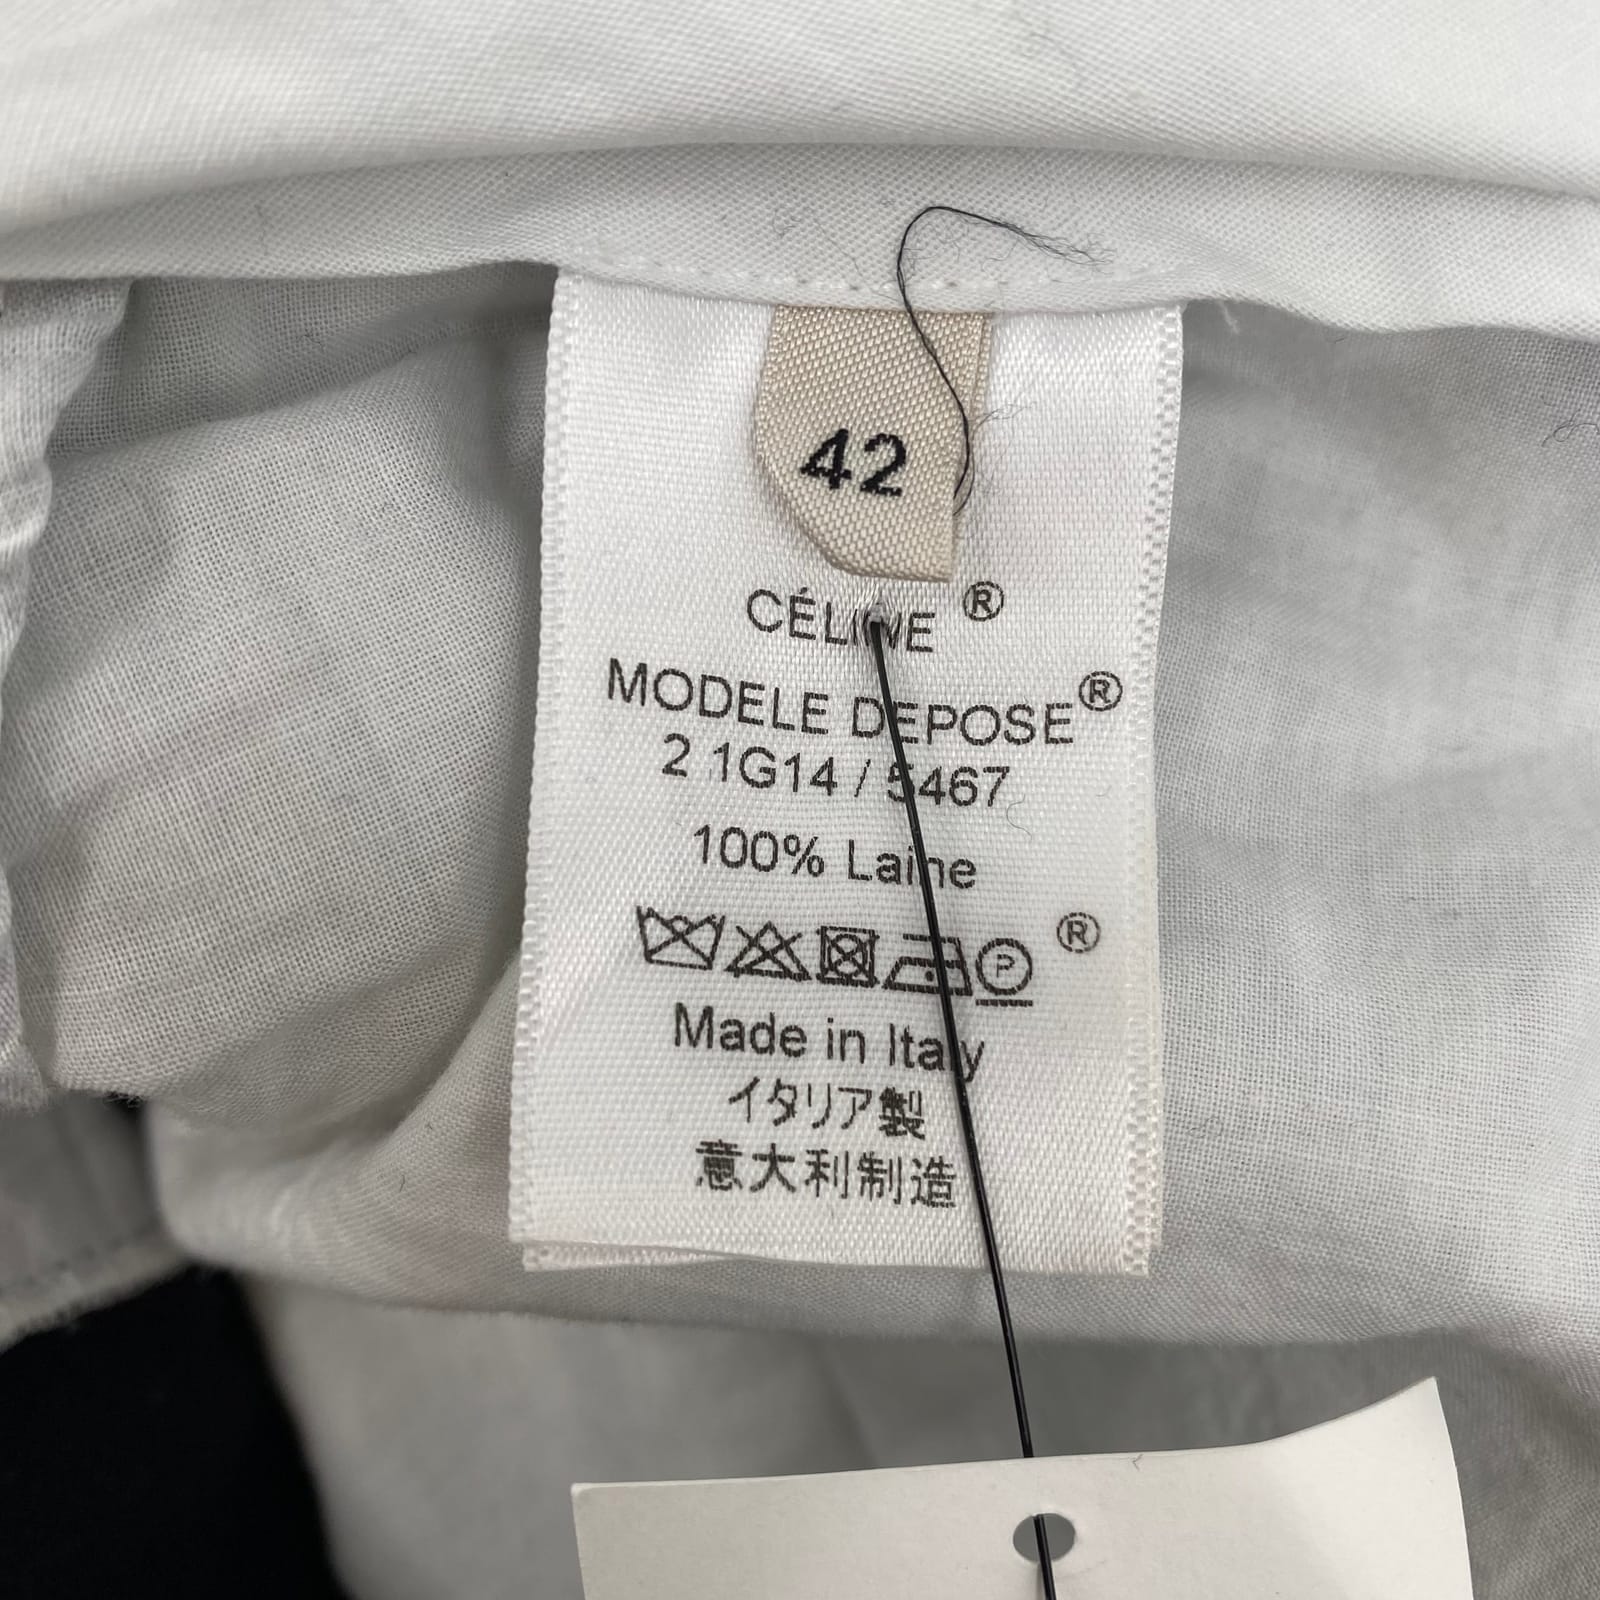 42
CÉLINE ®
MODELE DEPOSE®
2 1G14 / 5467
100% Laine
P ®
Made in Italy
イタリア製
意大利制造